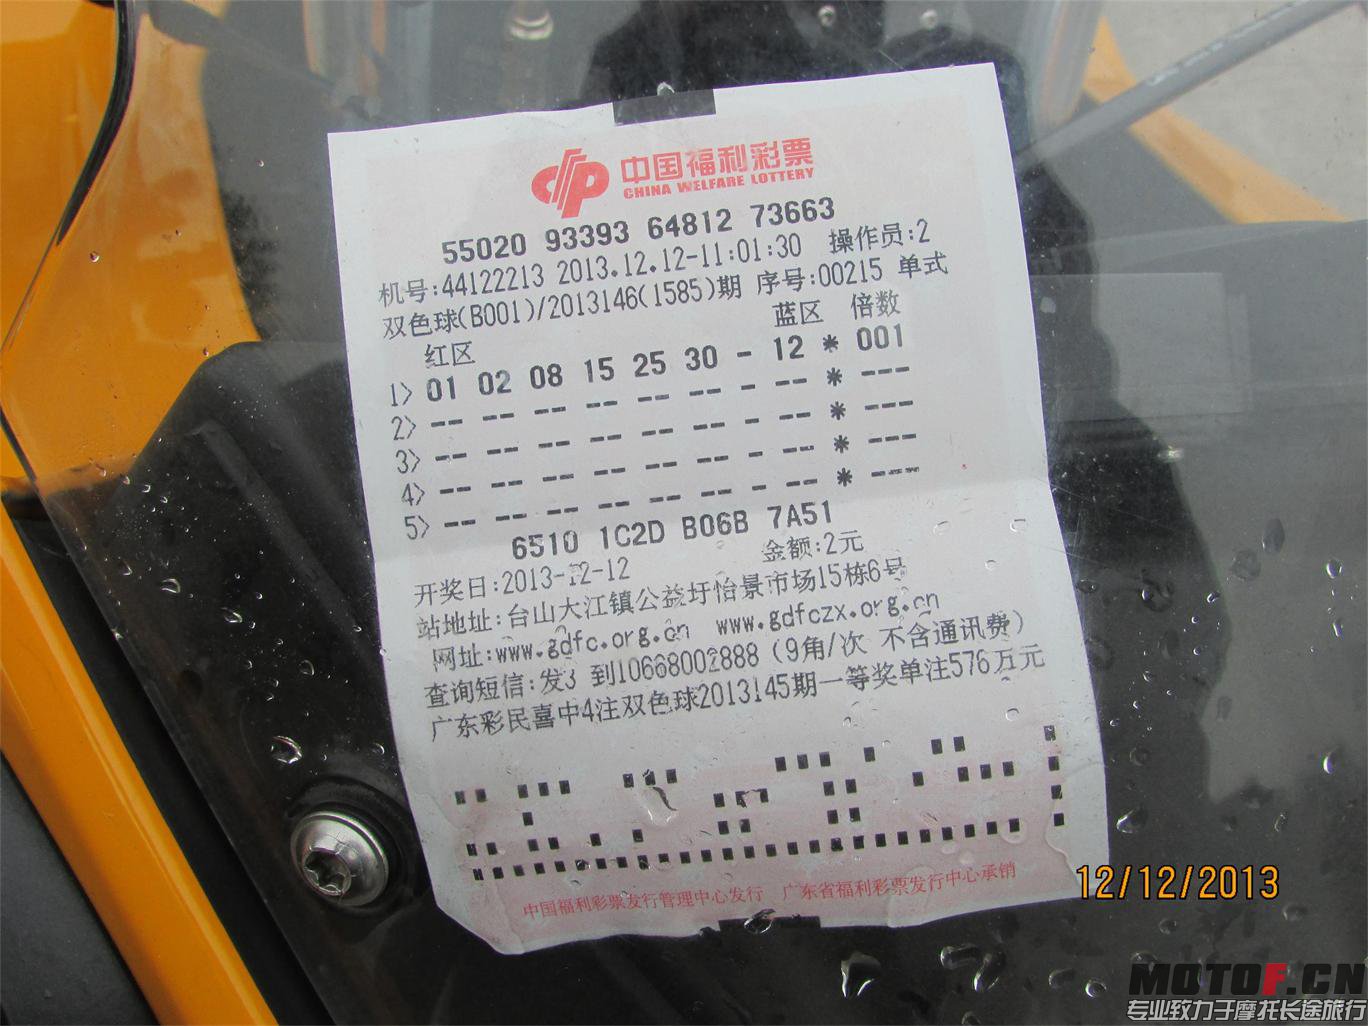 中国福利彩票
CHINA WELFARE LOTTERY
55020 93393 64812 73663
机号:44122213 2013.12.12-11:01:30 操作员:2
双色球(B001)/2013146(1585)期 序号:00215 单式
红区 蓝区 倍数
1> 01 02 08 15 25 30 - 12 * 001
2> -- -- -- -- -- -- - -- * ---
3> -- -- -- -- -- -- - -- * ---
4> -- -- -- -- -- -- - -- * ---
5> -- -- -- -- -- -- - -- * ---
6510 1C2D B06B 7A51
开奖日:2013-12-12 金额:2元
站地址:台山大江镇公益圩怡景市场15栋6号
网址:www.gdfc.org.cn www.gdfczx.org.cn
查询短信:发3 到10668002888（9角/次 不含通讯费）
广东彩民喜中4注双色球2013145期一等奖单注576万元
中国福利彩票发行管理中心发行 广东省福利彩票发行中心承销
12/12/2013
MOTOF.CN
专业致力于摩托长途旅行